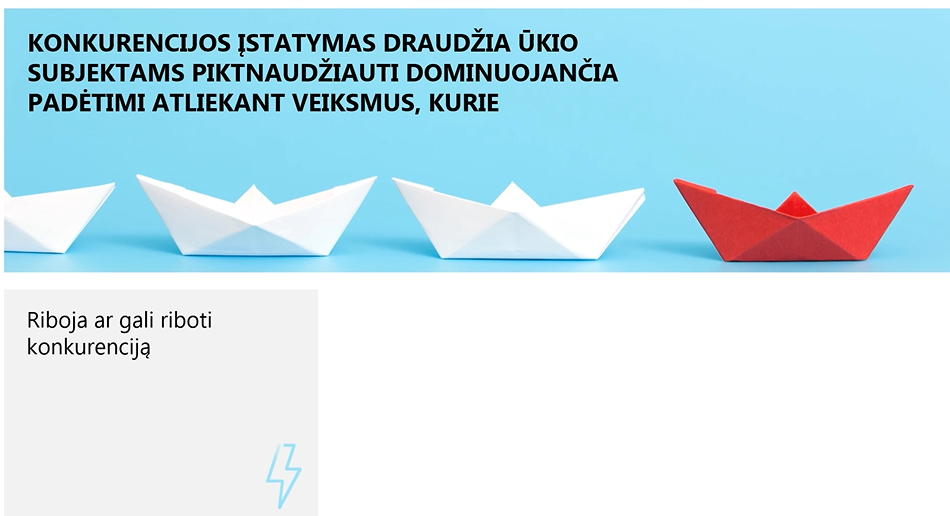 KONKURENCIJOS ĮSTATYMAS DRAUDŽIA ŪKIO
SUBJEKTAMS PIKTNAUDŽIAUTI DOMINUOJANČIA
PADĖTIMI ATLIEKANT VEIKSMUS, KURIE
Riboja ar gali riboti
konkurenciją